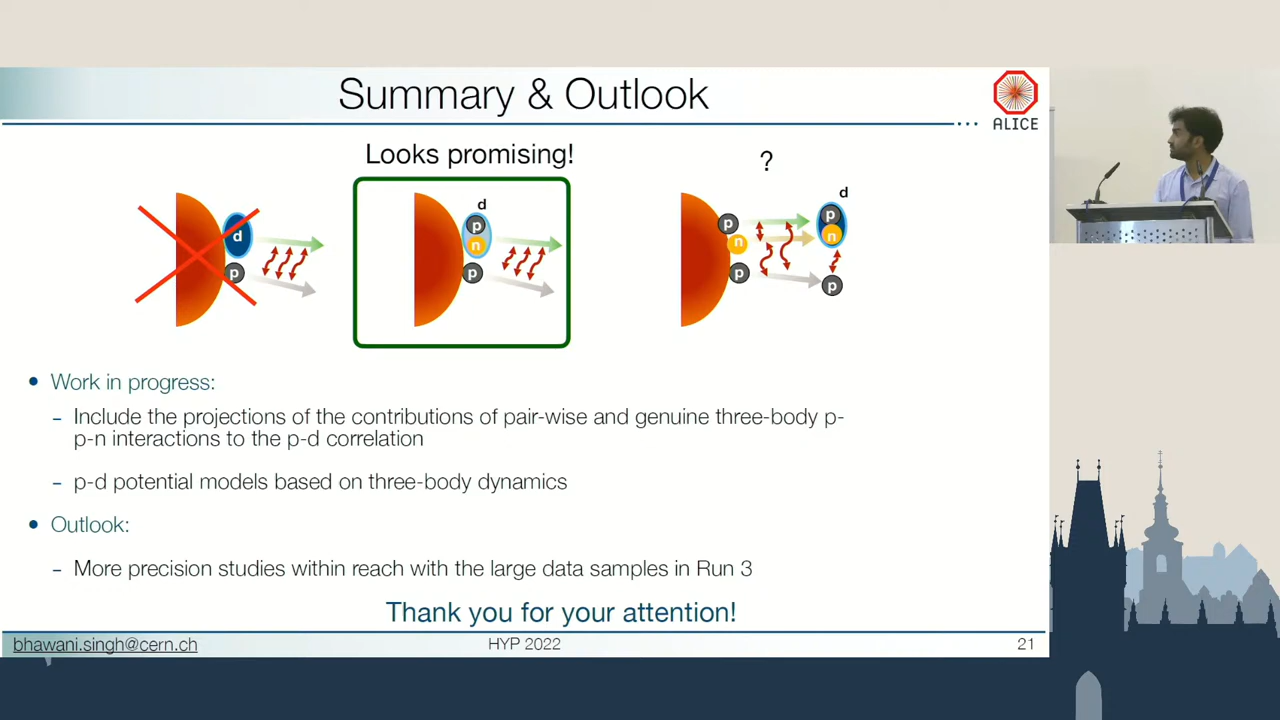 Summary & Outlook
ALICE
Looks promising!
?
d
p
d
p
n
p
p
n
p
d
p
n
p
• Work in progress:
– Include the projections of the contributions of pair-wise and genuine three-body p-
p-n interactions to the p-d correlation
– p-d potential models based on three-body dynamics
• Outlook:
– More precision studies within reach with the large data samples in Run 3
Thank you for your attention!
bhawani.singh@cern.ch
HYP 2022
21